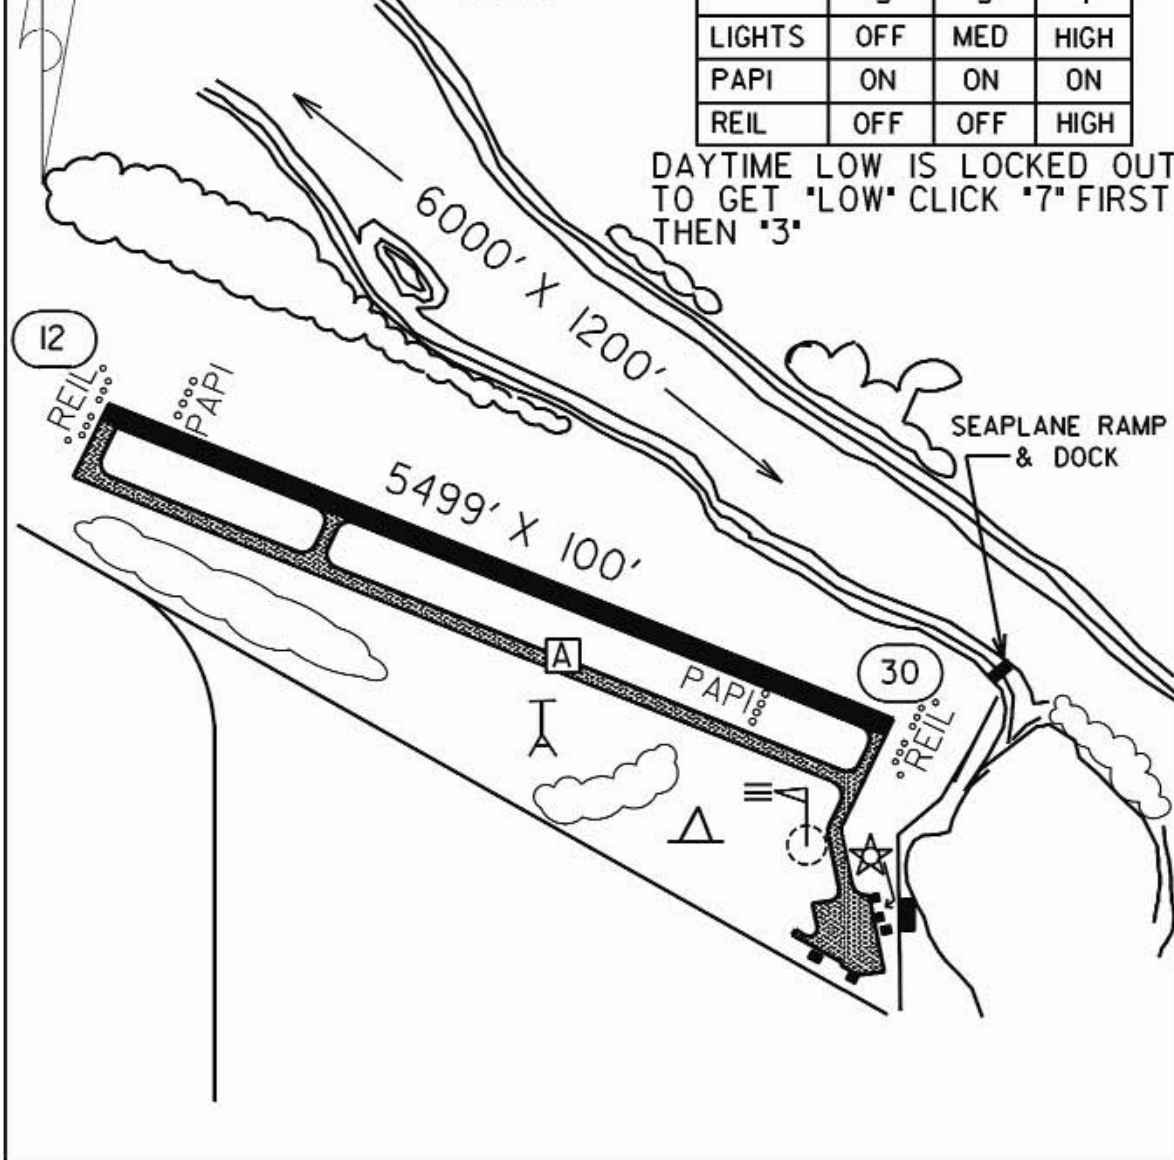 LIGHTS OFF MED HIGH
PAPI ON ON ON
REIL OFF OFF HIGH
DAYTIME LOW IS LOCKED OUT
TO GET "LOW" CLICK "7" FIRST
THEN "3"
6000' X 1200'
12
REIL
PAPI
SEAPLANE RAMP
& DOCK
5499' X 100'
A
PAPI
30
REIL